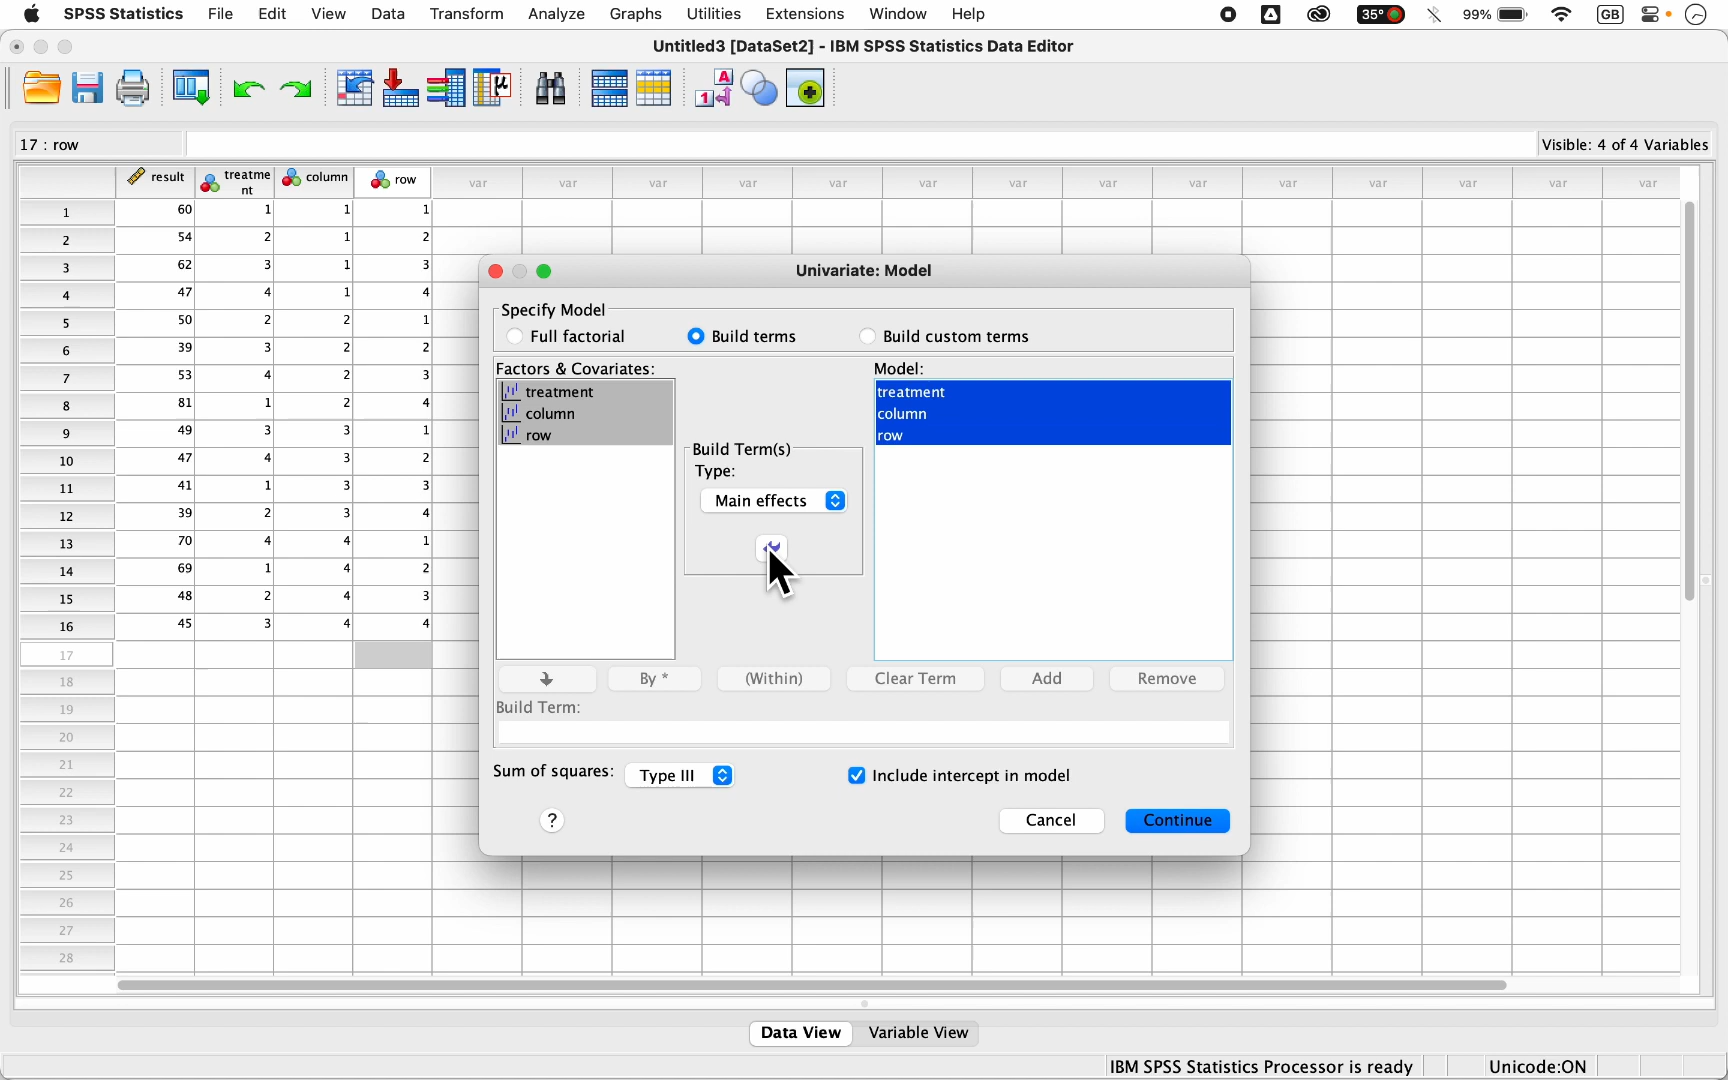 SPSS Statistics File Edit View Data Transform Analyze Graphs Utilities Extensions Window Help 35° 99% GB
Untitled3 [DataSet2] - IBM SPSS Statistics Data Editor
17 : row Visible: 4 of 4 Variables
result treatme nt column row var var var var var var var var var var var var var var
1 60 1 1 1
2 54 2 1 2
3 62 3 1 3
4 47 4 1 4
5 50 2 2 1
6 39 3 2 2
7 53 4 2 3
8 81 1 2 4
9 49 3 3 1
10 47 4 3 2
11 41 1 3 3
12 39 2 3 4
13 70 4 4 1
14 69 1 4 2
15 48 2 4 3
16 45 3 4 4
17
18
19
20
21
22
23
24
25
26
27
28
Univariate: Model
Specify Model
Full factorial Build terms Build custom terms
Factors & Covariates: Model:
treatment treatment
column column
row row
Build Term(s)
Type:
Main effects
By * (Within) Clear Term Add Remove
Build Term:
Sum of squares: Type III Include intercept in model
? Cancel Continue
Data View Variable View
IBM SPSS Statistics Processor is ready Unicode:ON